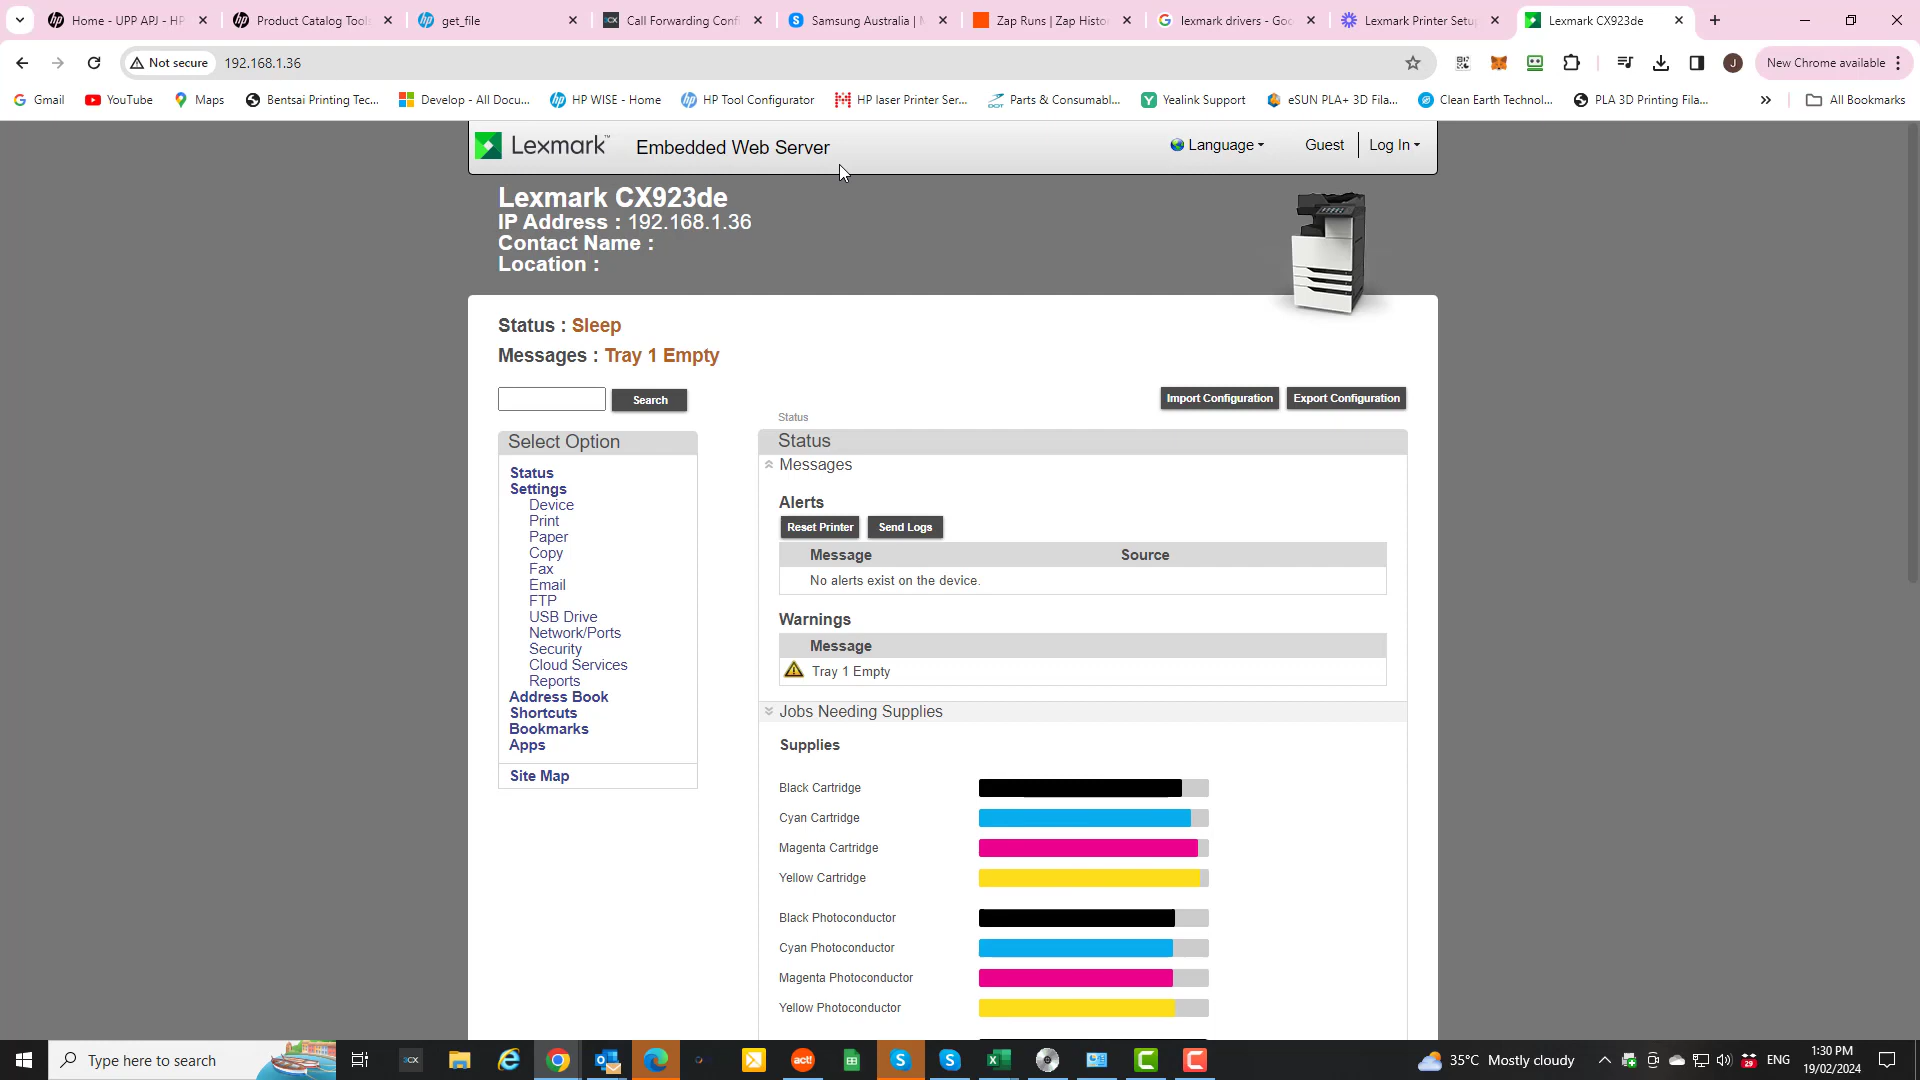 Home - UPP APJ - HP
Product Catalog Tools
get_file
Call Forwarding Confi
Samsung Australia | M
Zap Runs | Zap Histo
lexmark drivers - Goo
Lexmark Printer Setu
Lexmark CX923de
Not secure
192.168.1.36
New Chrome available
Gmail
YouTube
Maps
Bentsai Printing Tec...
Develop - All Docu...
HP WISE - Home
HP Tool Configurator
HP laser Printer Ser...
Parts & Consumabl...
Yealink Support
eSUN PLA+ 3D Fila...
Clean Earth Technol...
PLA 3D Printing Fila...
All Bookmarks
Lexmark™
Embedded Web Server
Language
Guest
Log In
Lexmark CX923de
IP Address : 192.168.1.36
Contact Name :
Location :
Status : Sleep
Messages : Tray 1 Empty
Search
Import Configuration
Export Configuration
Select Option
Status
Settings
Device
Print
Paper
Copy
Fax
Email
FTP
USB Drive
Network/Ports
Security
Cloud Services
Reports
Address Book
Shortcuts
Bookmarks
Apps
Site Map
Status
Status
Messages
Alerts
Reset Printer
Send Logs
Message Source
No alerts exist on the device.
Warnings
Message
Tray 1 Empty
Jobs Needing Supplies
Supplies
Black Cartridge
Cyan Cartridge
Magenta Cartridge
Yellow Cartridge
Black Photoconductor
Cyan Photoconductor
Magenta Photoconductor
Yellow Photoconductor
Type here to search
35°C Mostly cloudy
ENG
1:30 PM
19/02/2024